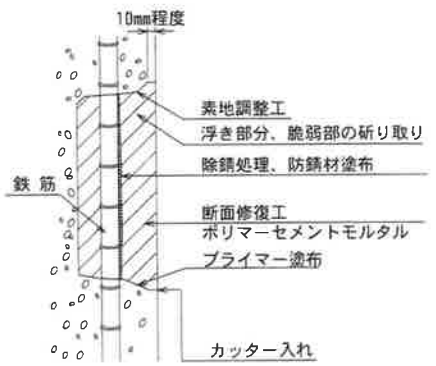 10mm程度
素地調整工
浮き部分、脆弱部の斫り取り
除錆処理、防錆材塗布
鉄筋
断面修復工
ポリマーセメントモルタル
プライマー塗布
カッター入れ